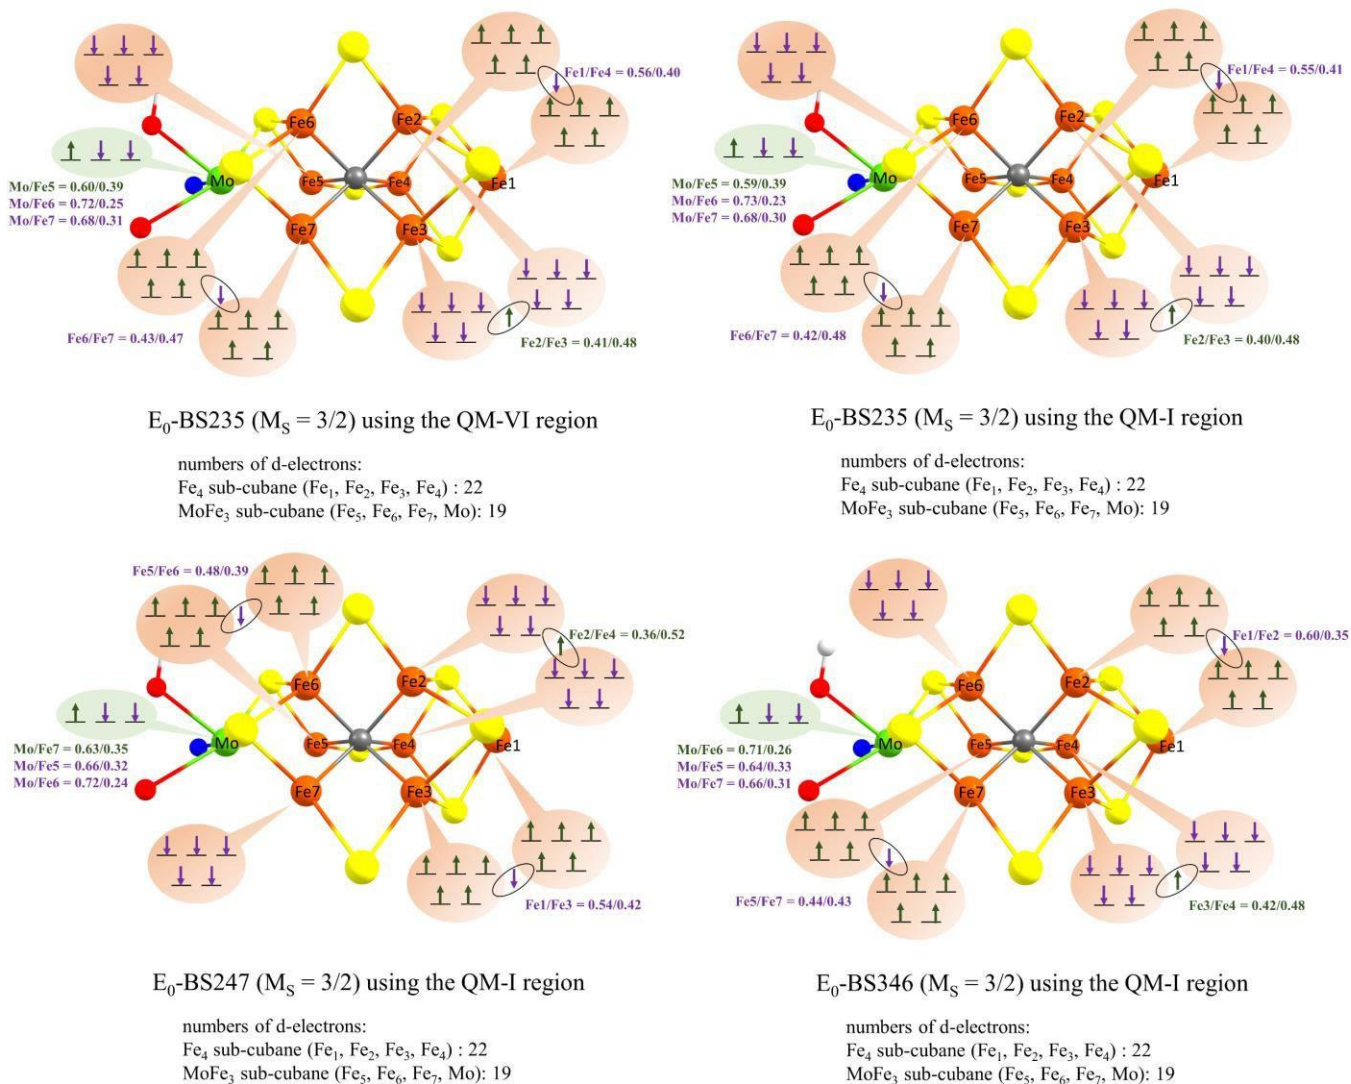 Fe1/Fe4 = 0.56/0.40
Fe6
Fe2
Mo
Fe5
Fe4
Fe1
Mo/Fe5 = 0.60/0.39
Mo/Fe6 = 0.72/0.25
Mo/Fe7 = 0.68/0.31
Fe7
Fe3
Fe6/Fe7 = 0.43/0.47
Fe2/Fe3 = 0.41/0.48
E₀-BS235 (M_S = 3/2) using the QM-VI region
numbers of d-electrons:
Fe₄ sub-cubane (Fe₁, Fe₂, Fe₃, Fe₄) : 22
MoFe₃ sub-cubane (Fe₅, Fe₆, Fe₇, Mo): 19
Fe1/Fe4 = 0.55/0.41
Fe6
Fe2
Mo
Fe5
Fe4
Fe1
Mo/Fe5 = 0.59/0.39
Mo/Fe6 = 0.73/0.23
Mo/Fe7 = 0.68/0.30
Fe7
Fe3
Fe6/Fe7 = 0.42/0.48
Fe2/Fe3 = 0.40/0.48
E₀-BS235 (M_S = 3/2) using the QM-I region
numbers of d-electrons:
Fe₄ sub-cubane (Fe₁, Fe₂, Fe₃, Fe₄) : 22
MoFe₃ sub-cubane (Fe₅, Fe₆, Fe₇, Mo): 19
Fe5/Fe6 = 0.48/0.39
Fe2/Fe4 = 0.36/0.52
Fe6
Fe2
Mo
Fe5
Fe4
Fe1
Mo/Fe7 = 0.63/0.35
Mo/Fe5 = 0.66/0.32
Mo/Fe6 = 0.72/0.24
Fe7
Fe3
Fe1/Fe3 = 0.54/0.42
E₀-BS247 (M_S = 3/2) using the QM-I region
numbers of d-electrons:
Fe₄ sub-cubane (Fe₁, Fe₂, Fe₃, Fe₄) : 22
MoFe₃ sub-cubane (Fe₅, Fe₆, Fe₇, Mo): 19
Fe1/Fe2 = 0.60/0.35
Fe6
Fe2
Mo
Fe5
Fe4
Fe1
Mo/Fe6 = 0.71/0.26
Mo/Fe5 = 0.64/0.33
Mo/Fe7 = 0.66/0.31
Fe7
Fe3
Fe5/Fe7 = 0.44/0.43
Fe3/Fe4 = 0.42/0.48
E₀-BS346 (M_S = 3/2) using the QM-I region
numbers of d-electrons:
Fe₄ sub-cubane (Fe₁, Fe₂, Fe₃, Fe₄) : 22
MoFe₃ sub-cubane (Fe₅, Fe₆, Fe₇, Mo): 19